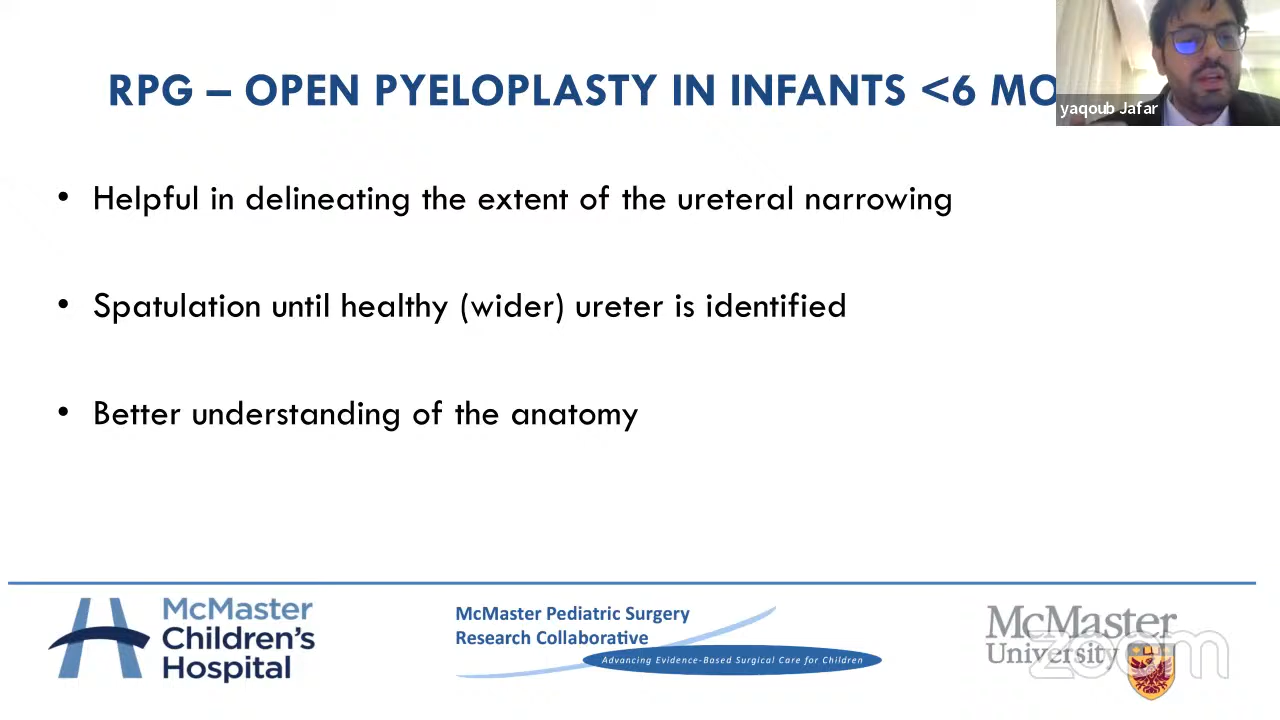 RPG – OPEN PYELOPLASTY IN INFANTS <6 MO
yaqoub Jafar
• Helpful in delineating the extent of the ureteral narrowing
• Spatulation until healthy (wider) ureter is identified
• Better understanding of the anatomy
McMaster
Children's
Hospital
McMaster Pediatric Surgery
Research Collaborative
Advancing Evidence-Based Surgical Care for Children
McMaster
University
zoom